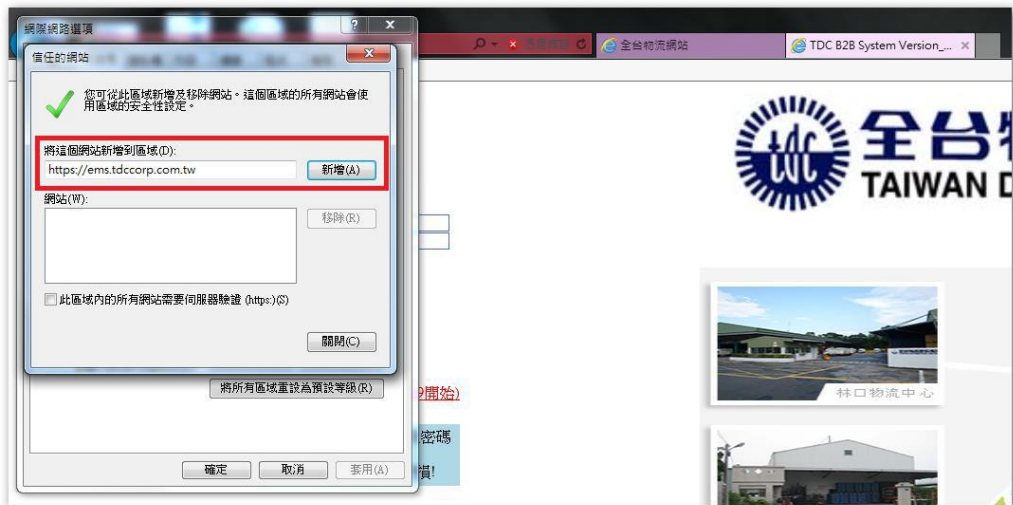 網際網路選項
信任的網站
全台物流網站
TDC B2B System Version_...
您可從此區域新增及移除網站。這個區域的所有網站會使
用區域的安全性設定。
將這個網站新增到區域(D):
https://ems.tdccorp.com.tw
新增(A)
網站(W):
移除(R)
此區域內的所有網站需要伺服器驗證 (https:)(S)
關閉(C)
將所有區域重設為預設等級(R)
確定
取消
套用(A)
開始)
密碼
損!
tdc
全台
TAIWAN D
林口物流中心